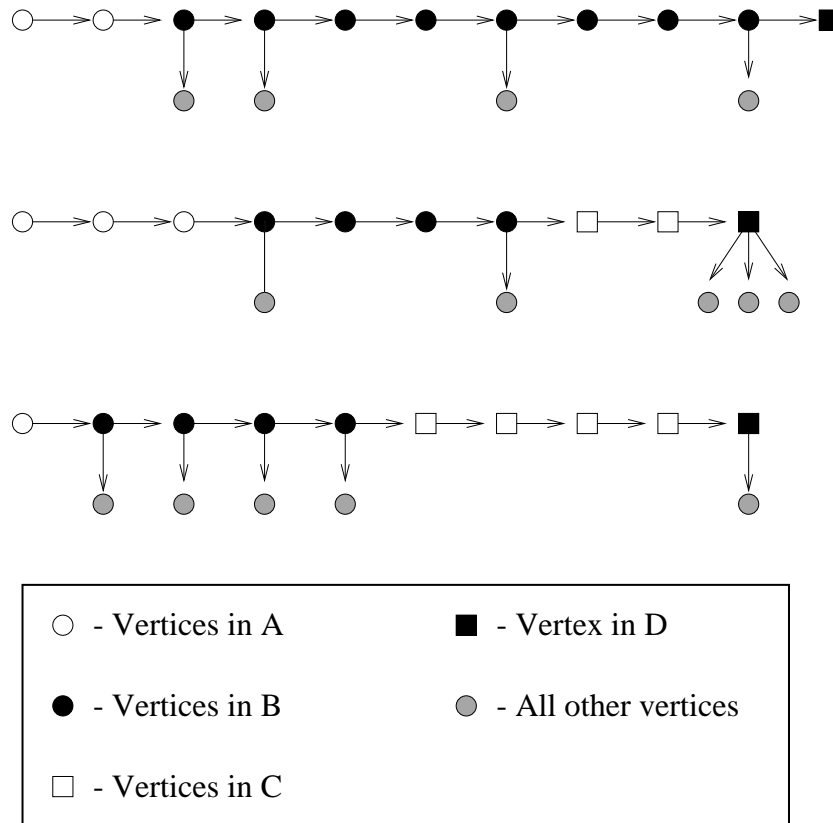 - Vertices in A
- Vertex in D
- Vertices in B
- All other vertices
- Vertices in C